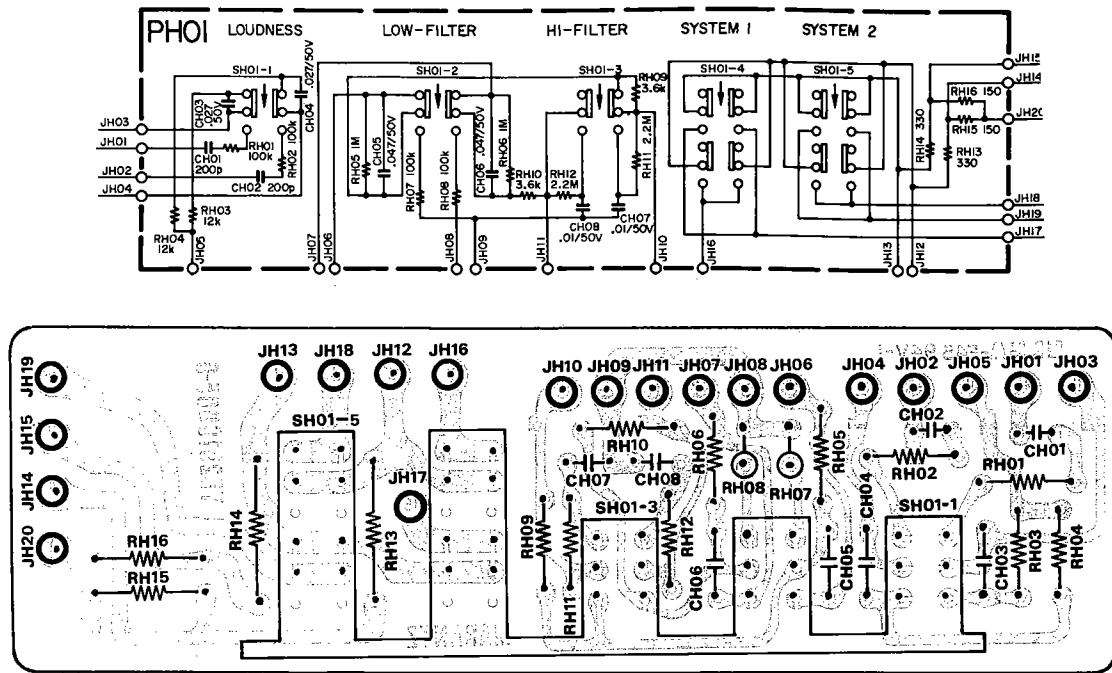 PH01 LOUDNESS LOW-FILTER HI-FILTER SYSTEM 1 SYSTEM 2
SH01-1 SH01-2 SH01-3 SH01-4 SH01-5
.027/50V
CH04
CH03
.027
50V
JH03
JH01
JH02
JH04
CH01
200p
RH01
100k
RH02 100k
CH02 200p
RH03
12k
RH04
12k
JH05
JH07
JH06
RH05 1M
CH05
.047/50V
RH07 100k
RH08 100k
CH06 .047/50V
RH06 1M
RH10
3.6k
RH12
2.2M
RH09
3.6k
RH11 2.2M
CH08
.01/50V
CH07
.01/50V
JH08
JH09
JH11
JH10
JH16
JH13
JH12
RH16 150
RH15 150
RH14 330
RH13
330
JH15
JH14
JH20
JH18
JH19
JH17
JH19
JH15
JH14
JH20
JH13 JH18 JH12 JH16
JH10 JH09 JH11 JH07 JH08 JH06
JH04 JH02 JH05 JH01 JH03
SH01-5
JH17
RH16
RH15
RH14
RH13
RH10
CH07
CH08
RH06
RH08
RH07
RH05
CH02
RH02
CH01
RH01
RH09
RH11
SH01-3
RH12
CH06
CH05
CH04
SH01-1
CH03
RH03
RH04